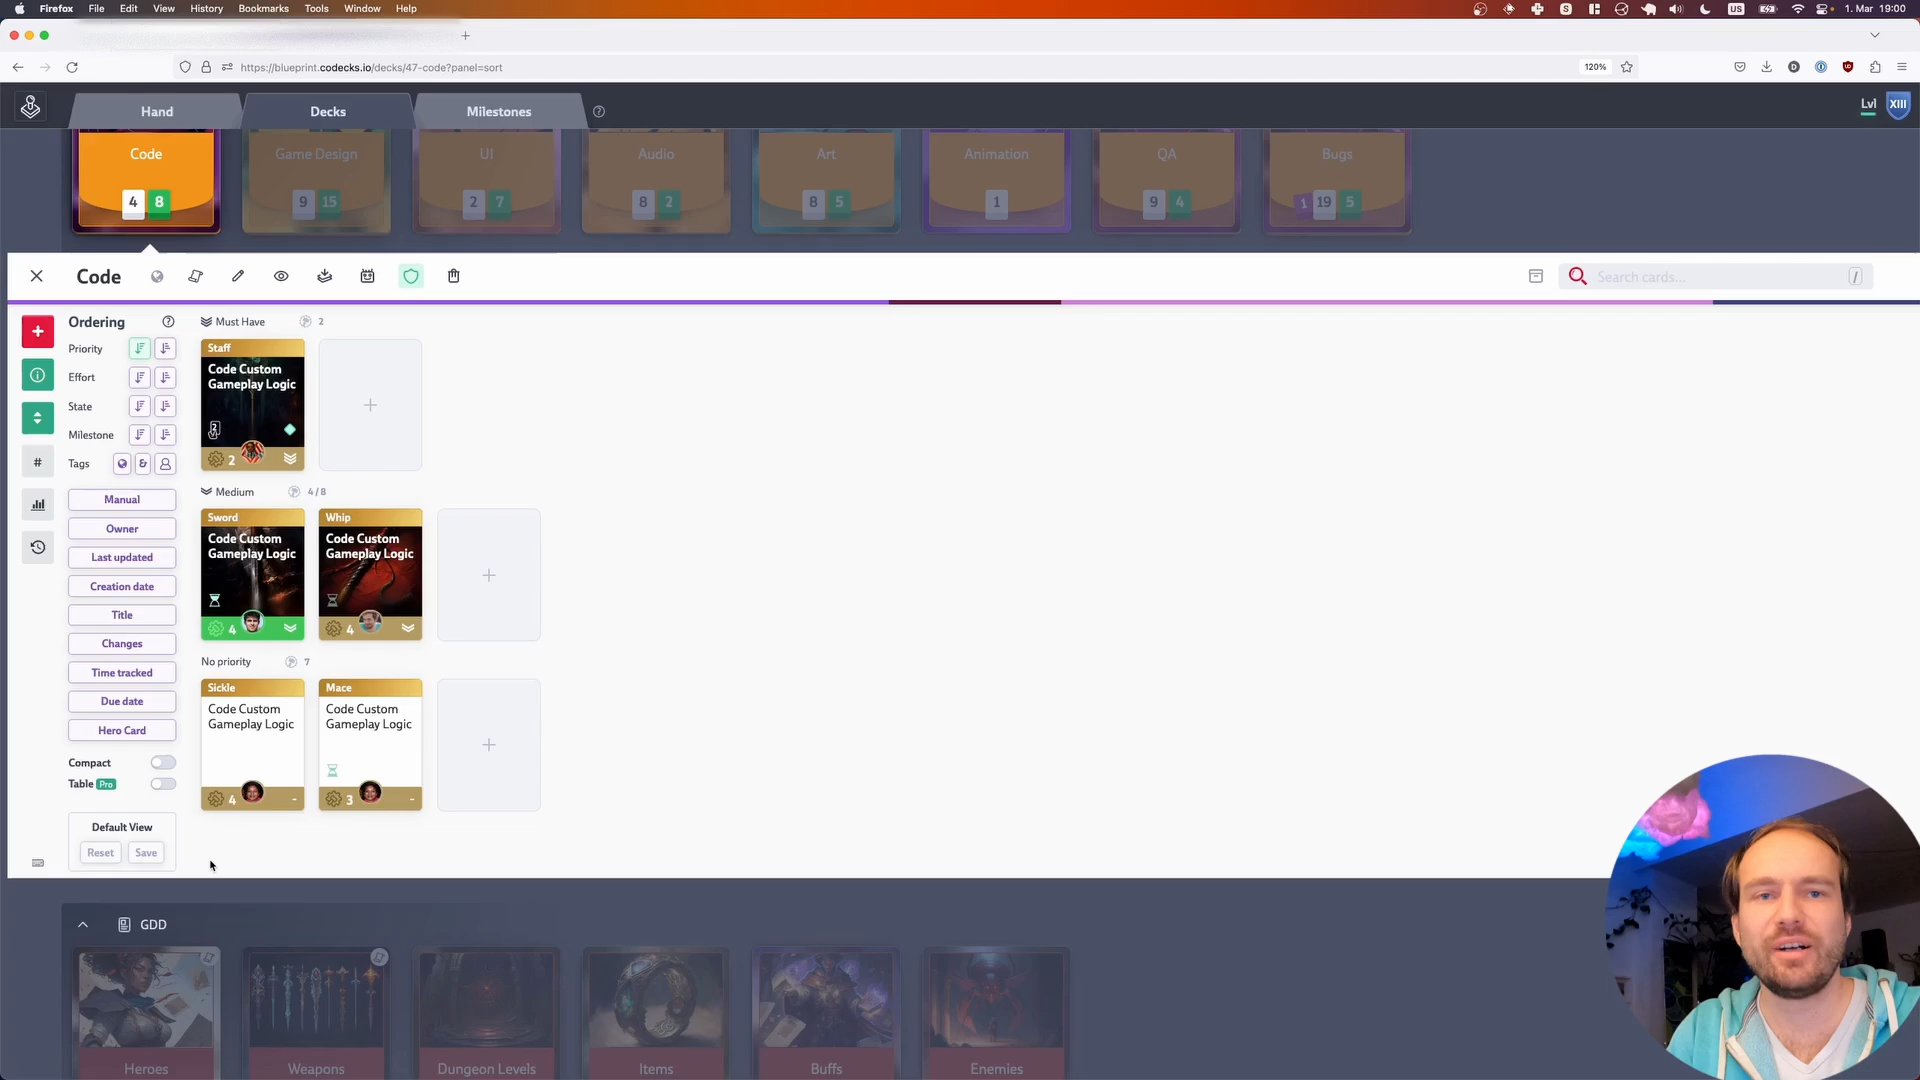 Firefox File Edit View History Bookmarks Tools Window Help
US
1. Mar 19:00
https://blueprint.codecks.io/decks/47-code?panel=sort
120%
Hand
Decks
Milestones
Lvl
XIII
Code
4 8
Game Design
9 15
UI
2 7
Audio
8 2
Art
8 5
Animation
1
QA
9 4
Bugs
1 19 5
Code
Search cards...
/
Ordering
Priority
Effort
State
Milestone
Tags
Manual
Owner
Last updated
Creation date
Title
Changes
Time tracked
Due date
Hero Card
Compact
Table Pro
Default View
Reset Save
Must Have 2
Staff
Code Custom
Gameplay Logic
2
2
Medium 4/8
Sword
Code Custom
Gameplay Logic
4
Whip
Code Custom
Gameplay Logic
4
No priority 7
Sickle
Code Custom
Gameplay Logic
4 -
Mace
Code Custom
Gameplay Logic
3 -
GDD
Heroes
Weapons
Dungeon Levels
Items
Buffs
Enemies